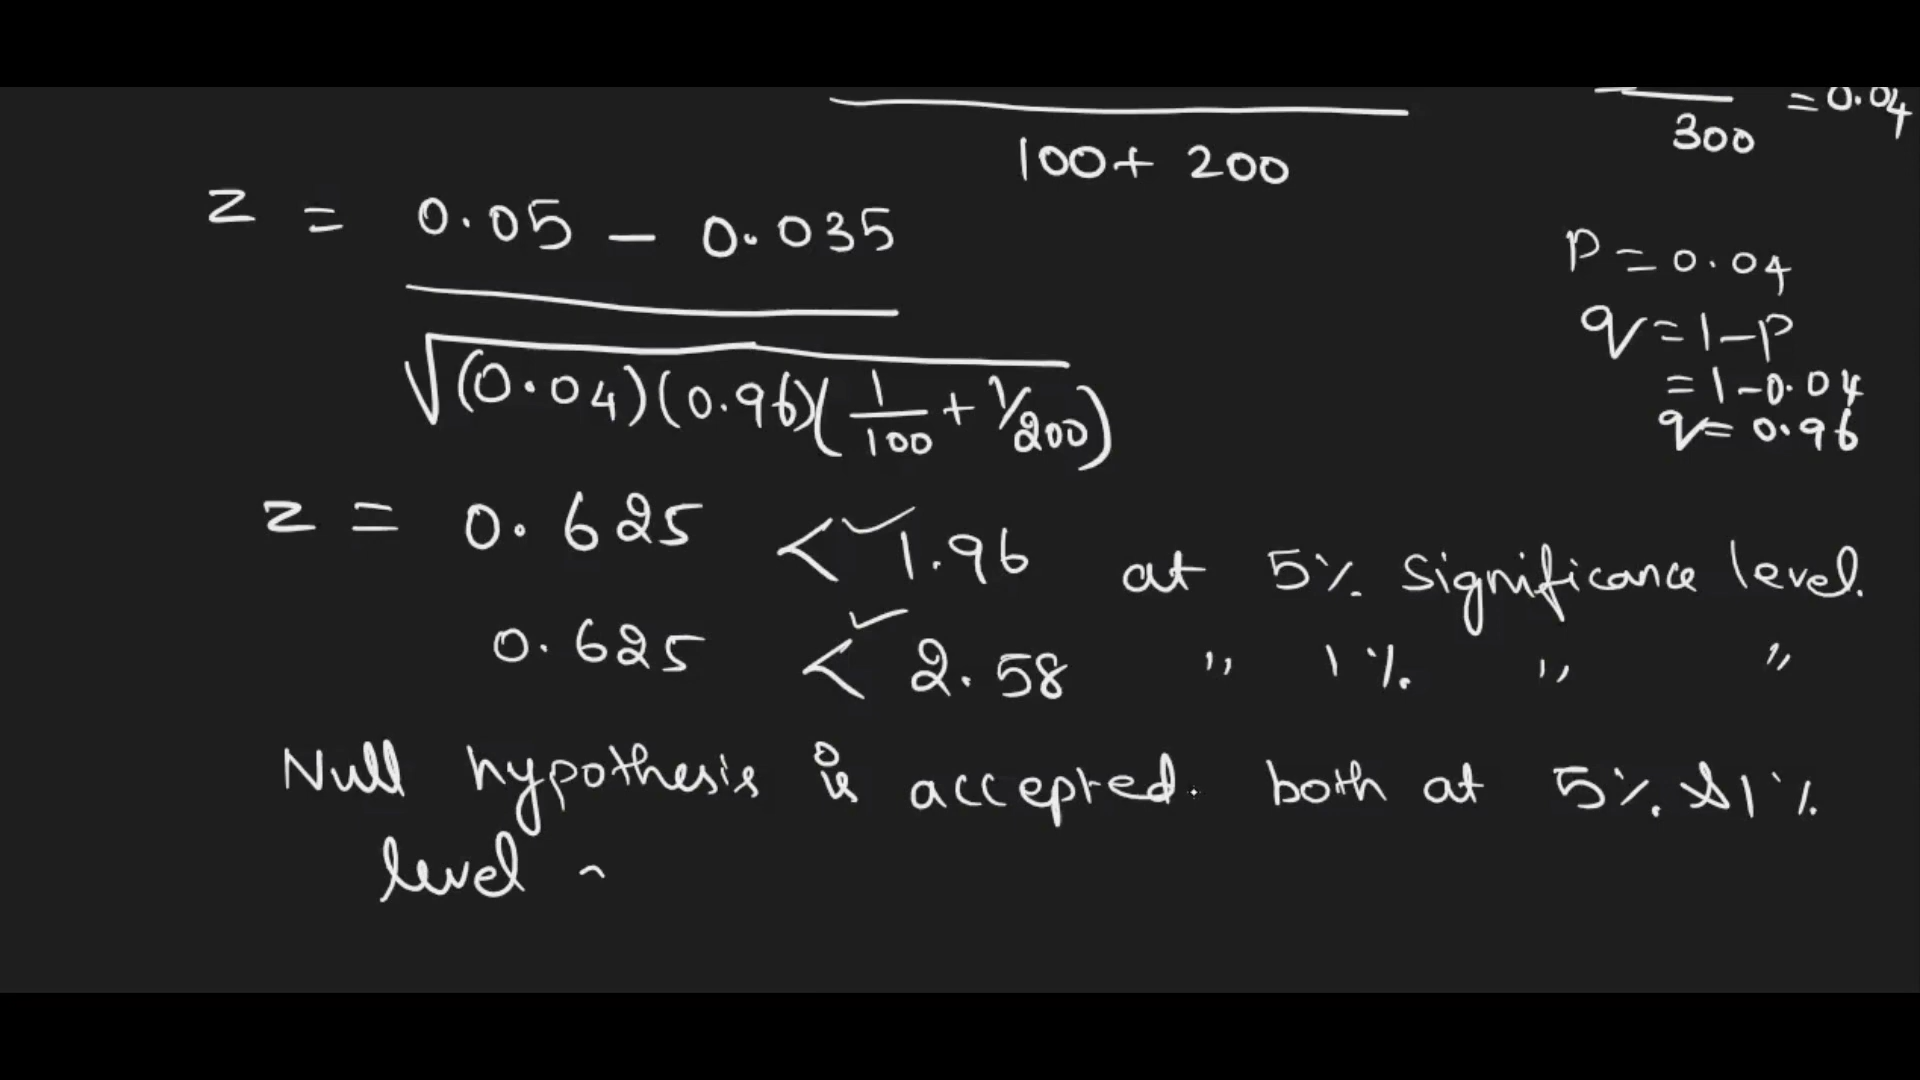 100+ 200
300 = 0.04
z = 0.05 - 0.035
√(0.04)(0.96)(1/100 + 1/200)
p = 0.04
q = 1-p
= 1-0.04
q = 0.96
z = 0.625 < 1.96 at 5% significance level.
0.625 < 2.58 " 1% " "
Null hypothesis is accepted. both at 5% & 1%
level